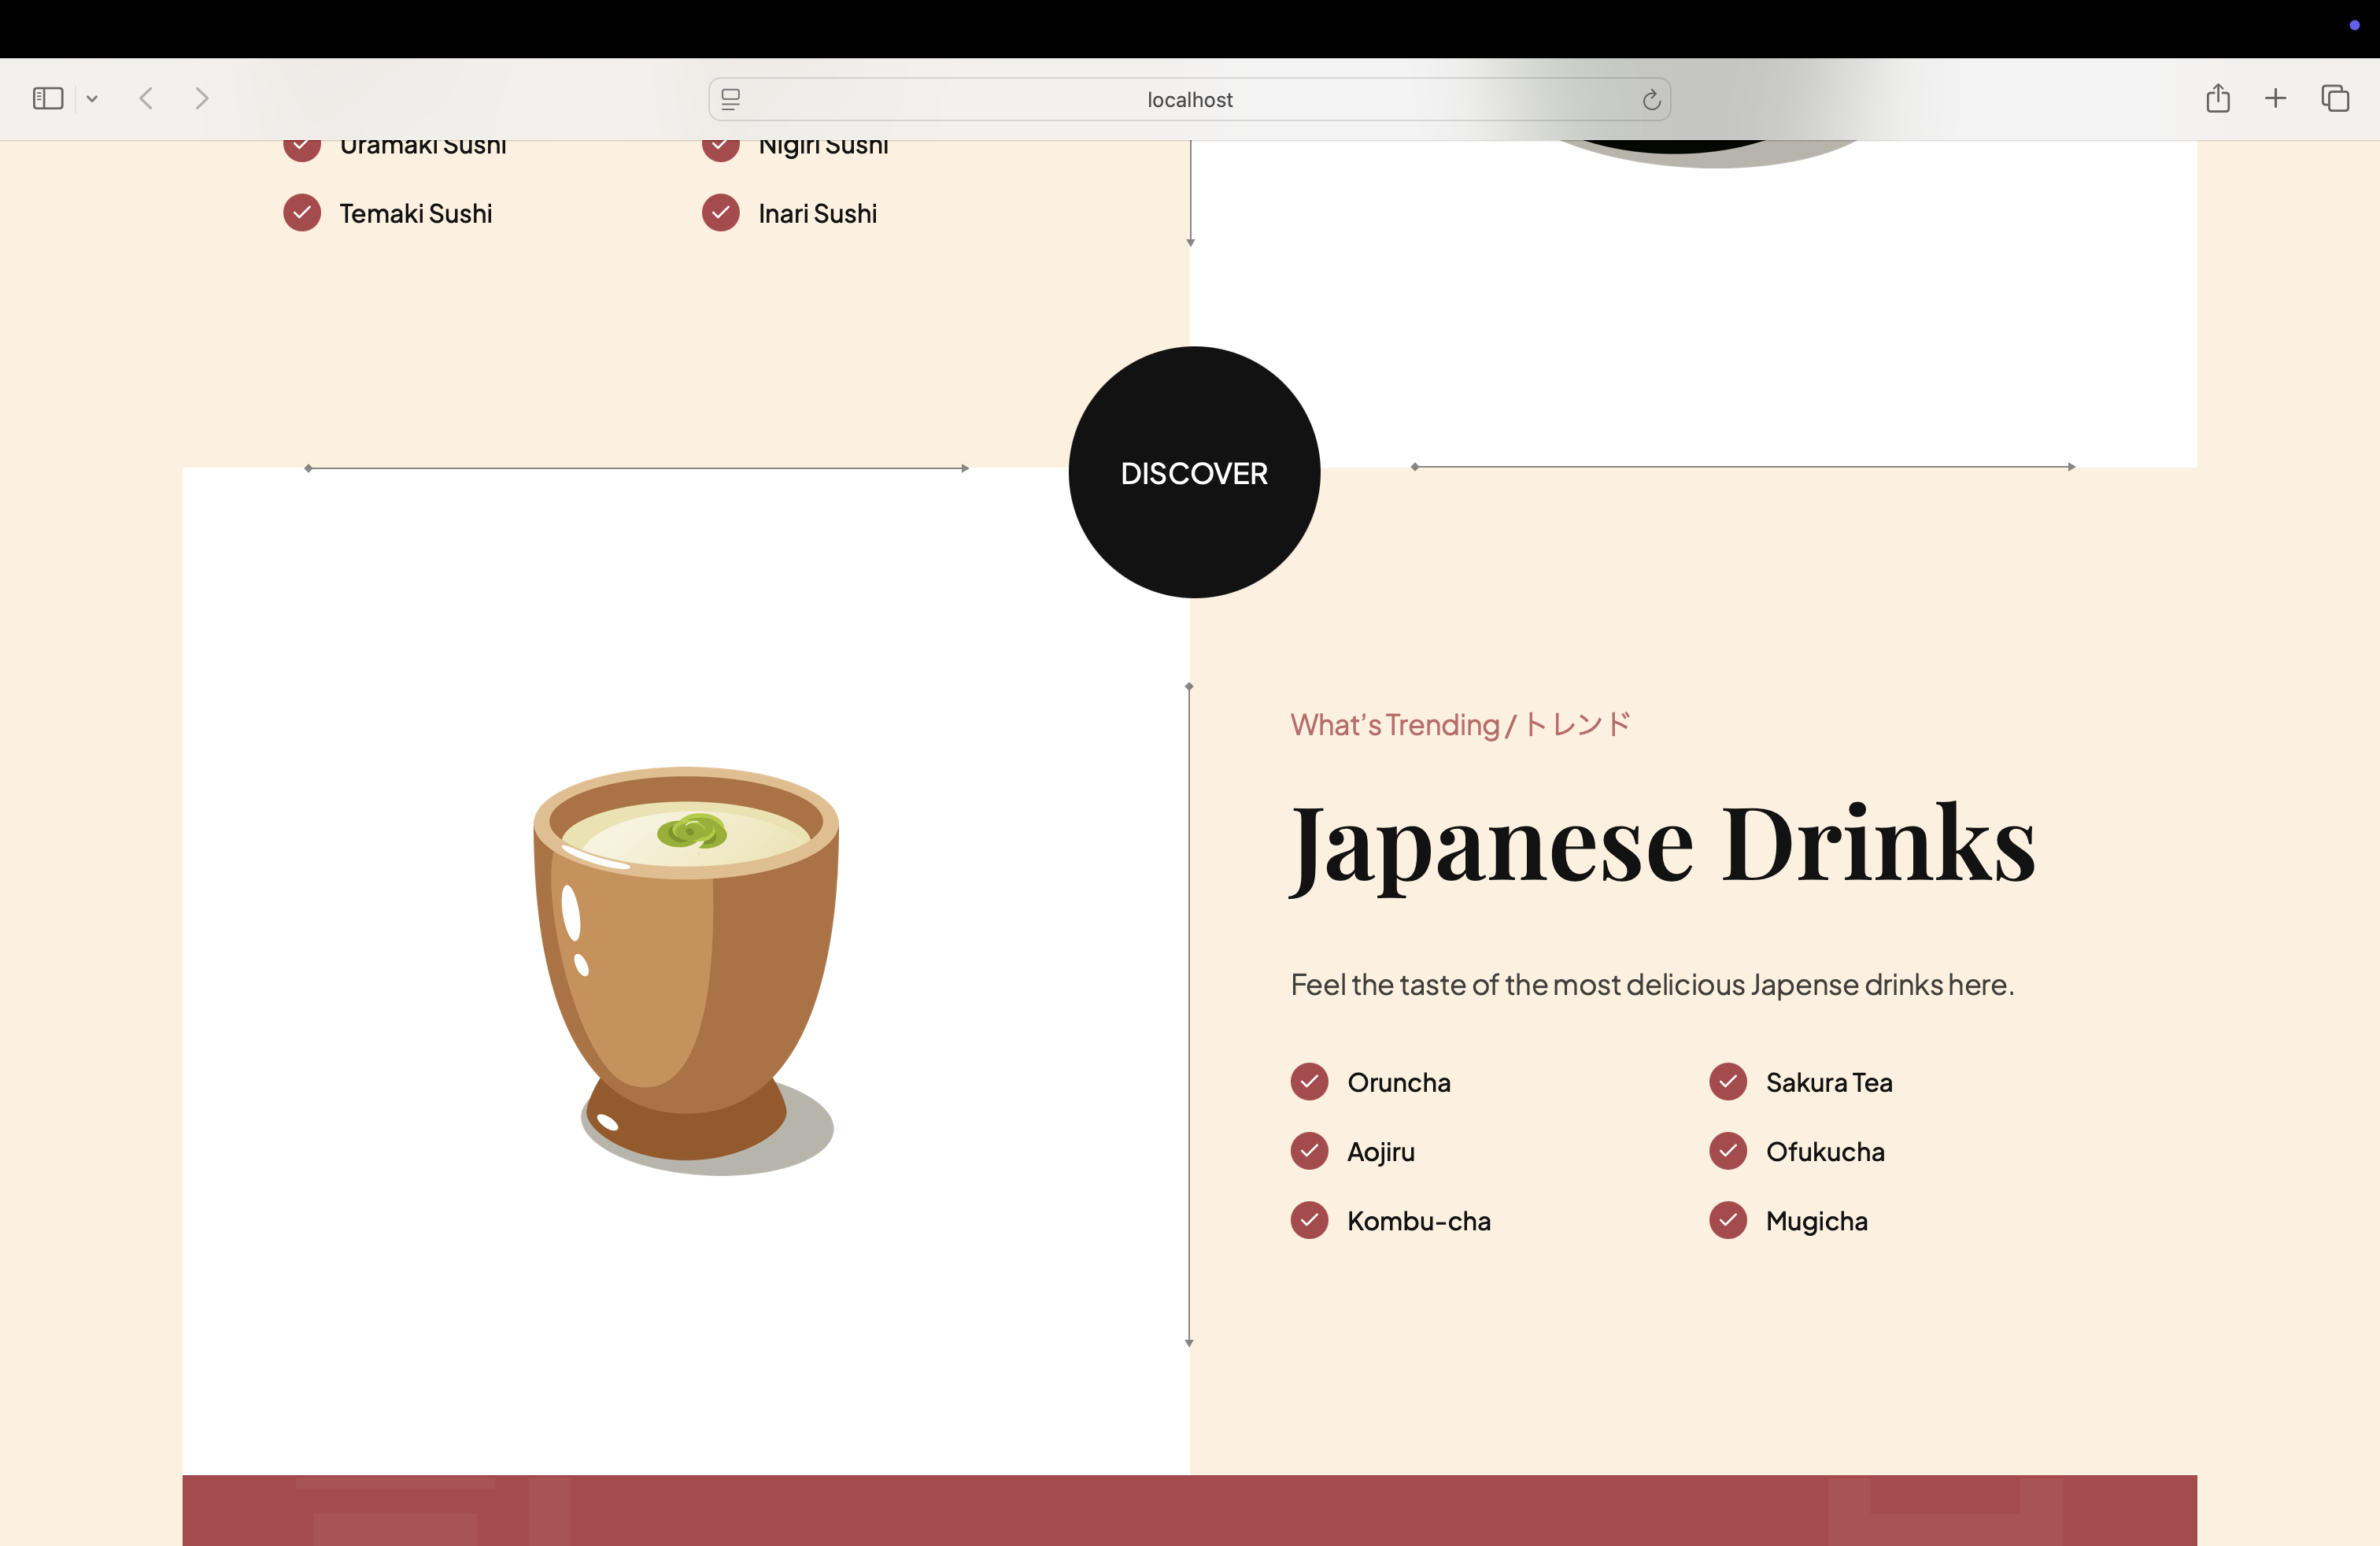 localhost
Uramaki Sushi
Nigiri Sushi
Temaki Sushi
Inari Sushi
DISCOVER
What’s Trending / トレンド
Japanese Drinks
Feel the taste of the most delicious Japense drinks here.
Oruncha
Sakura Tea
Aojiru
Ofukucha
Kombu-cha
Mugicha